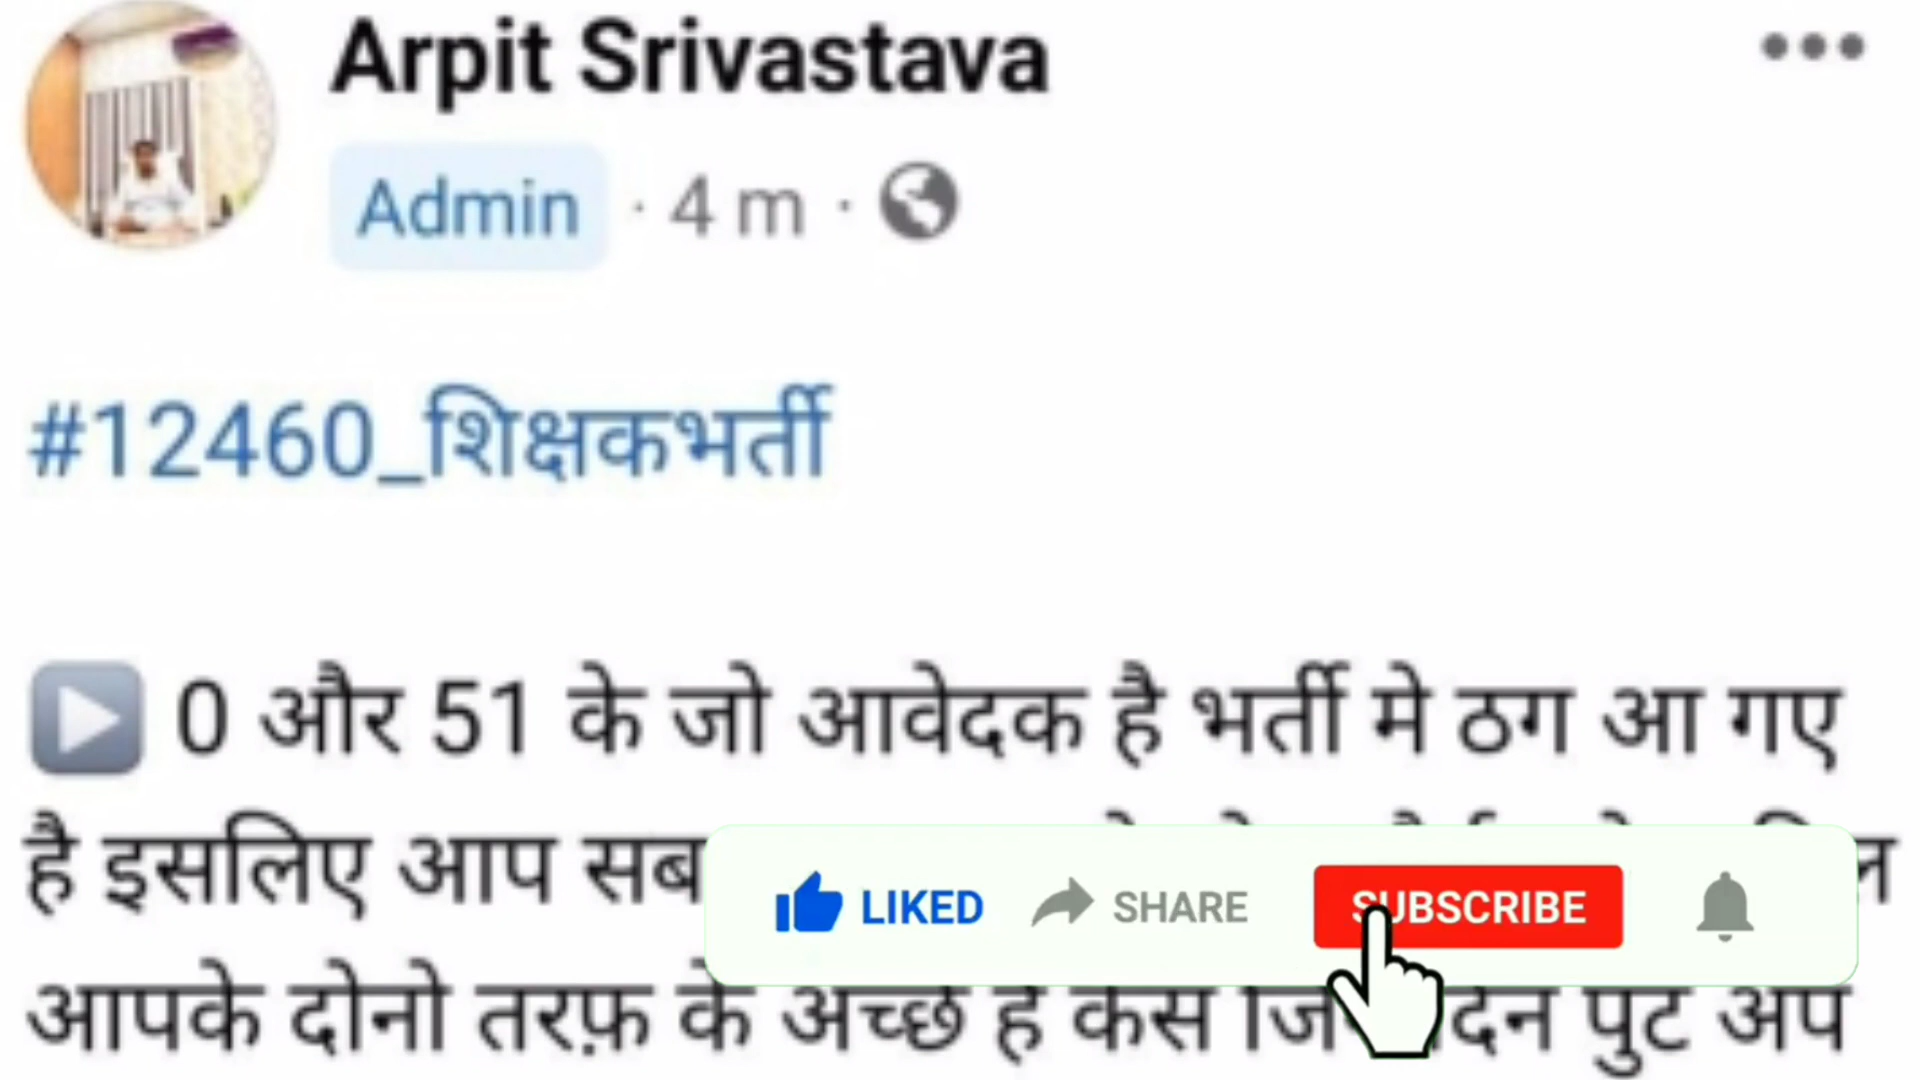 Arpit Srivastava
Admin · 4 m ·
#12460_शिक्षकभर्ती
0 और 51 के जो आवेदक है भर्ती मे ठग आ गए
है इसलिए आप सब
LIKED SHARE SUBSCRIBE
आपके दोनो तरफ़ के अच्छे है केस दिन पुट अप